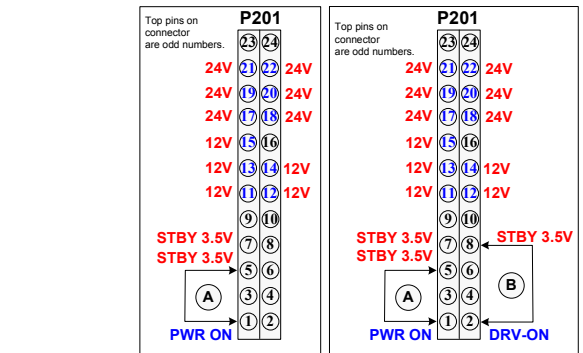 Top pins on
connector
are odd numbers.
P201
23 24
24V 21 22 24V
24V 19 20 24V
24V 17 18 24V
12V 15 16
12V 13 14 12V
12V 11 12 12V
9 10
STBY 3.5V 7 8
STBY 3.5V
5 6
A 3 4
1 2
PWR ON
Top pins on
connector
are odd numbers.
P201
23 24
24V 21 22 24V
24V 19 20 24V
24V 17 18 24V
12V 15 16
12V 13 14 12V
12V 11 12 12V
9 10
STBY 3.5V 7 8 STBY 3.5V
STBY 3.5V
5 6
A 3 4 B
1 2
PWR ON DRV-ON